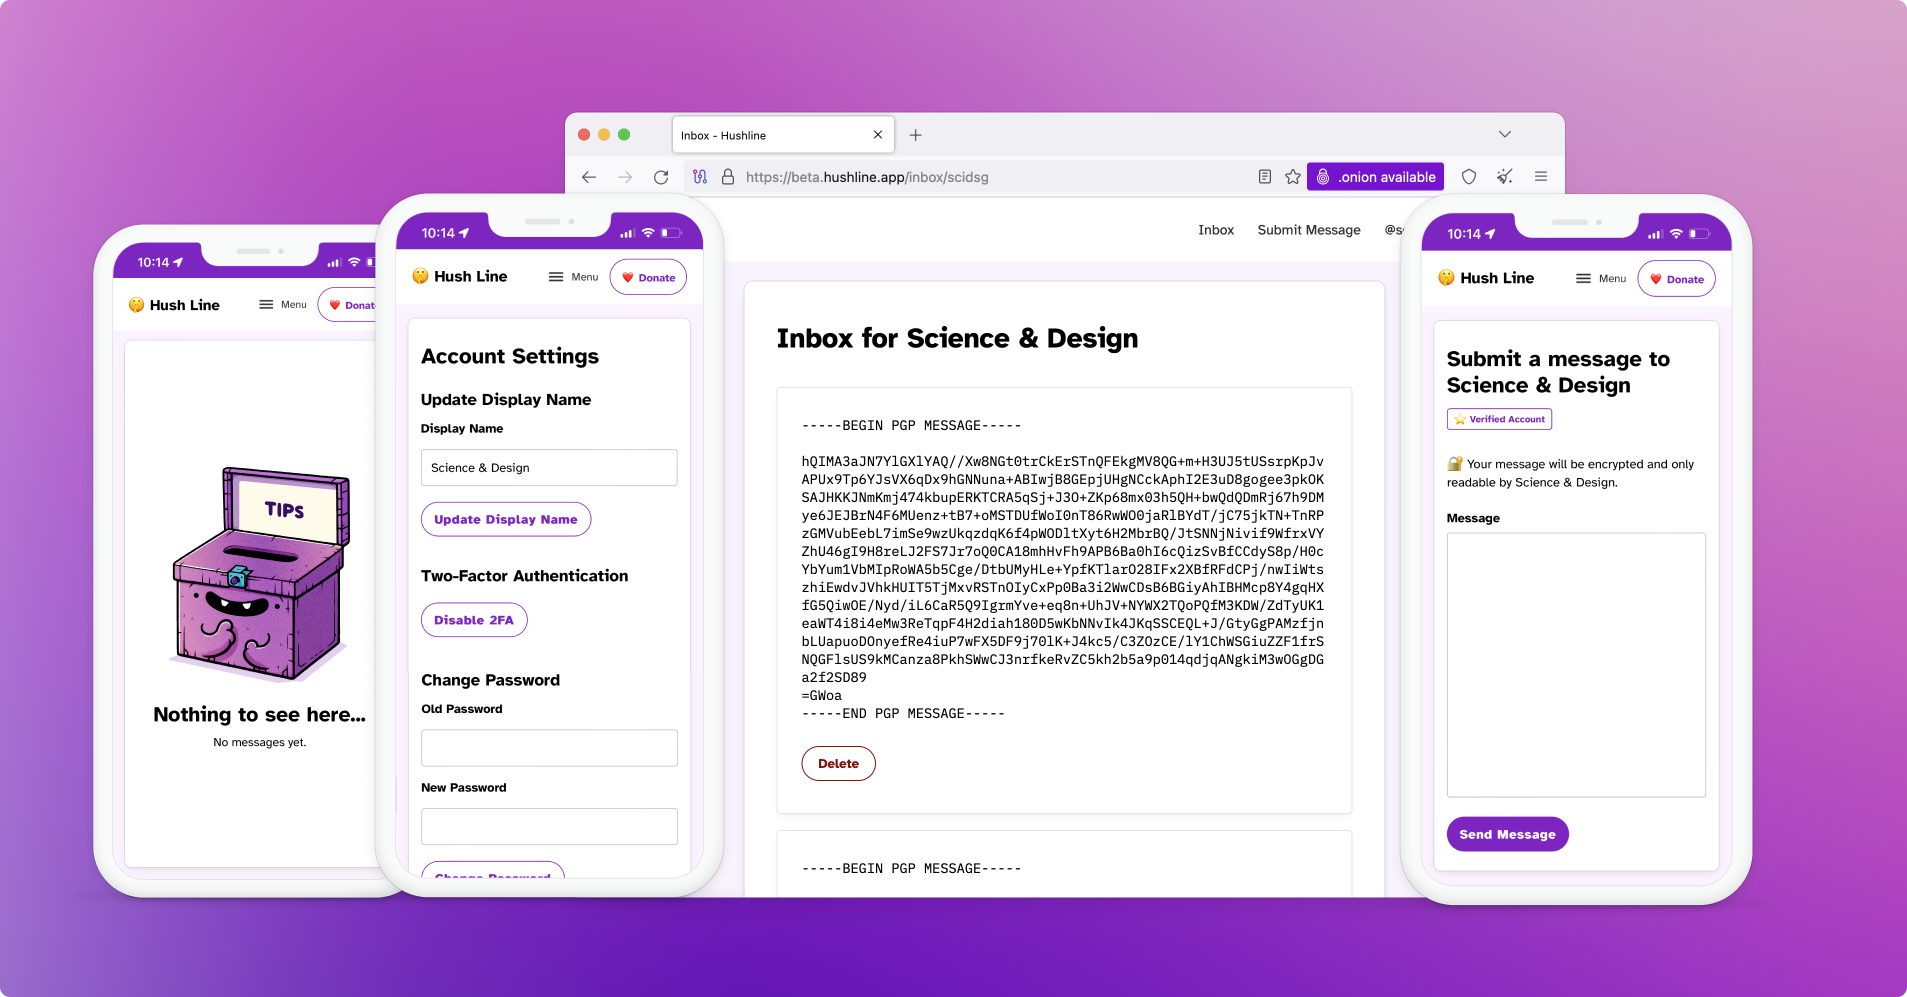 Inbox - Hushline
https://beta.hushline.app/inbox/scidsg
.onion available
Inbox
Submit Message
10:14
Hush Line
Menu
TIPS
Nothing to see here...
No messages yet.
10:14
Hush Line
Menu
Donate
Account Settings
Update Display Name
Display Name
Science & Design
Update Display Name
Two-Factor Authentication
Disable 2FA
Change Password
Old Password
New Password
Change Password
Inbox for Science & Design
-----BEGIN PGP MESSAGE-----
hQIMA3aJN7YlGXlYAQ//Xw8NGt0trCkErSTnQFEkgMV8QG+m+H3UJ5tUSsrpKpJv
APUx9Tp6YJsVX6qDx9hGNNuna+ABIwjB8GEpjUHgNCckAphI2E3uD8gogee3pkOK
SAJHKKJNmKmj474kbupERKTCRA5qSj+J3O+ZKp68mx03h5QH+bwQdQDmRj67h9DM
ye6JEJBrN4F6MUenz+tB7+oMSTDUfWoI0nT86RwWO0jaRlBYdT/jC75jkTN+TnRP
zGMVubEebL7imSe9wzUkqzdqK6f4pWODltXyt6H2MbrBQ/JtSNNjNivif9WfrxVY
ZhU46gI9H8reLJ2FS7Jr7oQ0CA18mhHvFh9APB6Ba0hI6cQizSvBfCCdyS8p/H0c
YbYum1VbMIpRoWA5b5Cge/DtbUMyHLe+YpfKTlarO28IFx2XBfRFdCPj/nwIiWts
zhiEwdvJVhkHUIT5TjMxvRSTnOIyCxPp0Ba3i2WwCDsB6BGiyAhIBHMcp8Y4gqHX
fG5QiwOE/Nyd/iL6CaR5Q9IgrmYve+eq8n+UhJV+NYWX2TQoPQfM3KDW/ZdTyUK1
eaWT4i8i4eMw3ReTqpF4H2diah180D5wKbNNvIk4JKqSSCEQL+J/GtyGgPAMzfjn
bLUapuoDOnyefRe4iuP7wFX5DF9j70lK+J4kc5/C3ZOzCE/lY1ChWSGiuZZF1frS
NQGFlsUS9kMCanza8PkhSWwCJ3nrfkeRvZC5kh2b5a9p014qdjqANgkiM3wOGgDG
a2f2SD89
=GWoa
-----END PGP MESSAGE-----
Delete
-----BEGIN PGP MESSAGE-----
10:14
Hush Line
Menu
Donate
Submit a message to
Science & Design
Verified Account
Your message will be encrypted and only
readable by Science & Design.
Message
Send Message